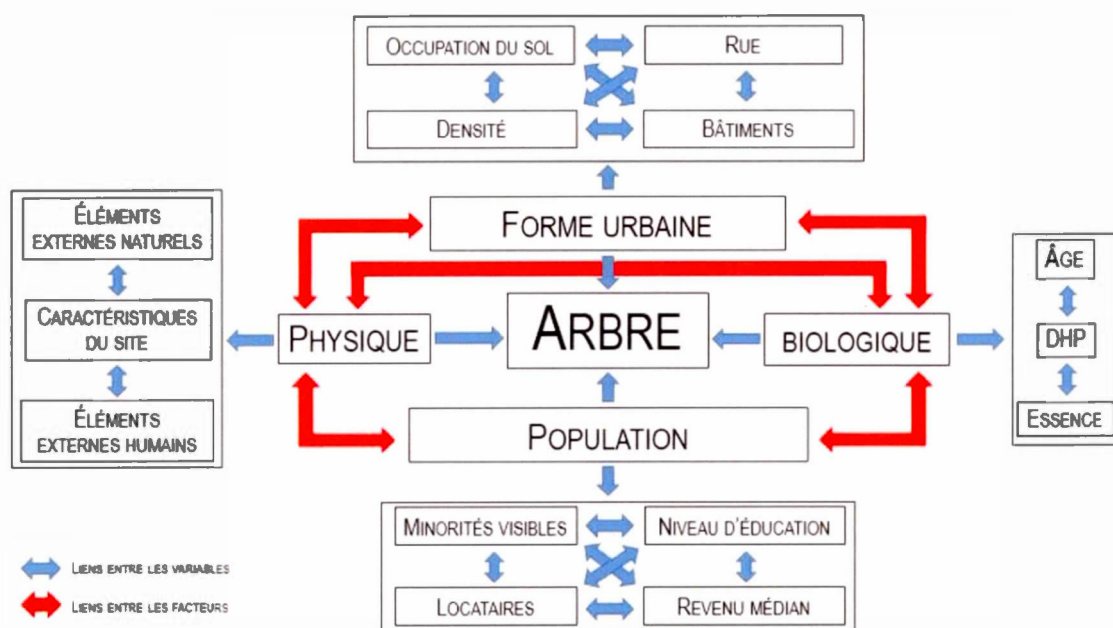 OCCUPATION DU SOL
RUE
DENSITÉ
BÂTIMENTS
FORME URBAINE
ÉLÉMENTS
EXTERNES NATURELS
CARACTÉRISTIQUES
DU SITE
ÉLÉMENTS
EXTERNES HUMAINS
PHYSIQUE
ARBRE
BIOLOGIQUE
ÂGE
DHP
ESSENCE
POPULATION
MINORITÉS VISIBLES
NIVEAU D'ÉDUCATION
LOCATAIRES
REVENU MÉDIAN
LIENS ENTRE LES VARIABLES
LIENS ENTRE LES FACTEURS